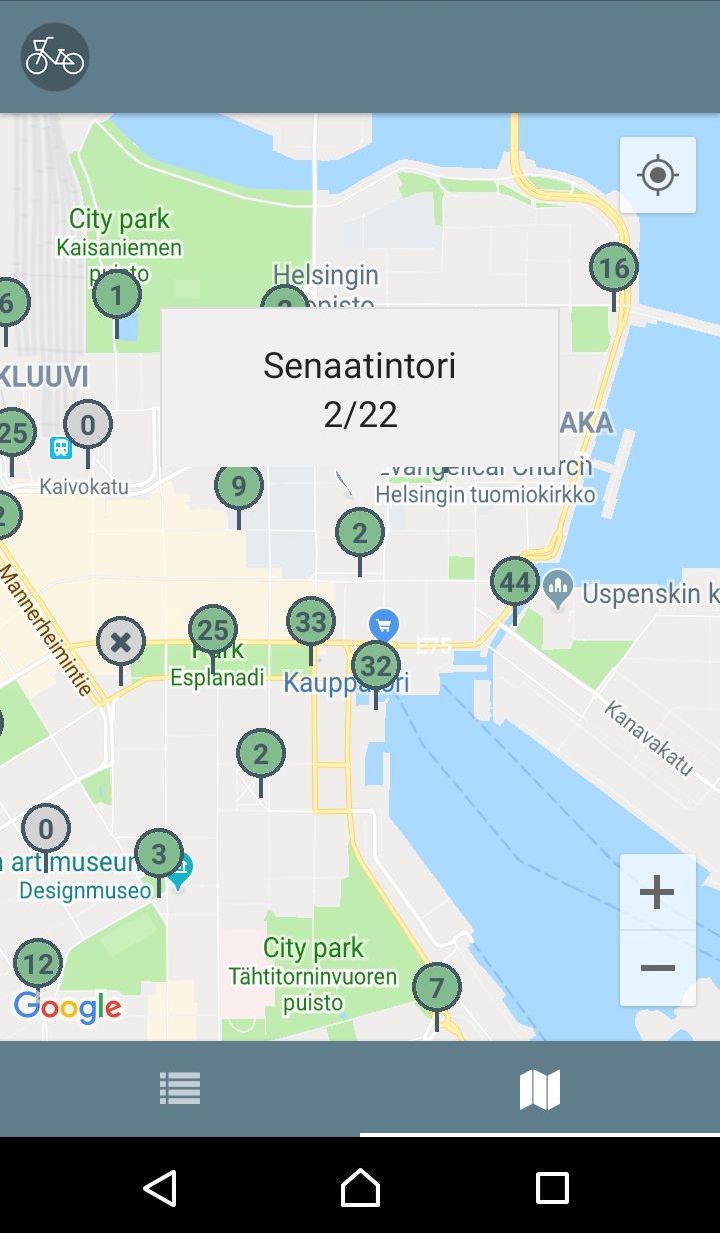 City park
Kaisaniemen
puisto
Helsingin
16
6
1
Senaatintori
2/22
KLUUVI
25
0
AKA
Evangelical Church
Helsingin tuomiokirkko
Kaivokatu
9
2
2
44
Uspenskin k
Mannerheimintie
25
33
E75
Park
Esplanadi
32
Kauppatori
Kanavakatu
2
0
3
art museum
Designmuseo
City park
Tähtitorninvuoren
puisto
12
7
Google